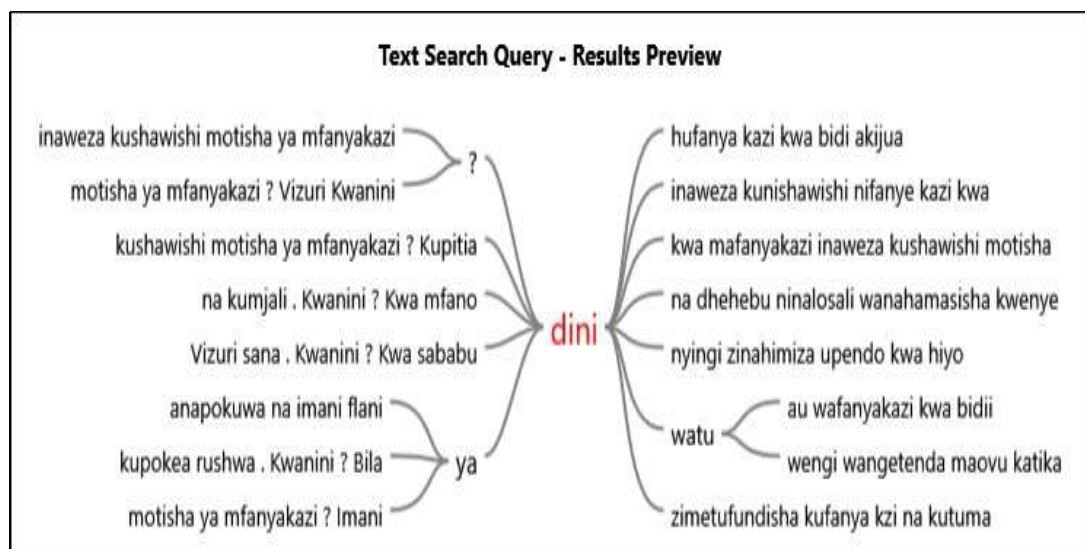 Text Search Query - Results Preview
inaweza kushawishi motisha ya mfanyakazi
motisha ya mfanyakazi ? Vizuri Kwanini
?
kushawishi motisha ya mfanyakazi ? Kupitia
na kumjali . Kwanini ? Kwa mfano
Vizuri sana . Kwanini ? Kwa sababu
anapokuwa na imani flani
kupokea rushwa . Kwanini ? Bila
motisha ya mfanyakazi ? Imani
ya
dini
hufanya kazi kwa bidi akijua
inaweza kunishawishi nifanye kazi kwa
kwa mafanyakazi inaweza kushawishi motisha
na dhehebu ninalosali wanahamasisha kwenye
nyingi zinahimiza upendo kwa hiyo
watu
au wafanyakazi kwa bidii
wengi wangetenda maovu katika
zimetufundisha kufanya kzi na kutuma